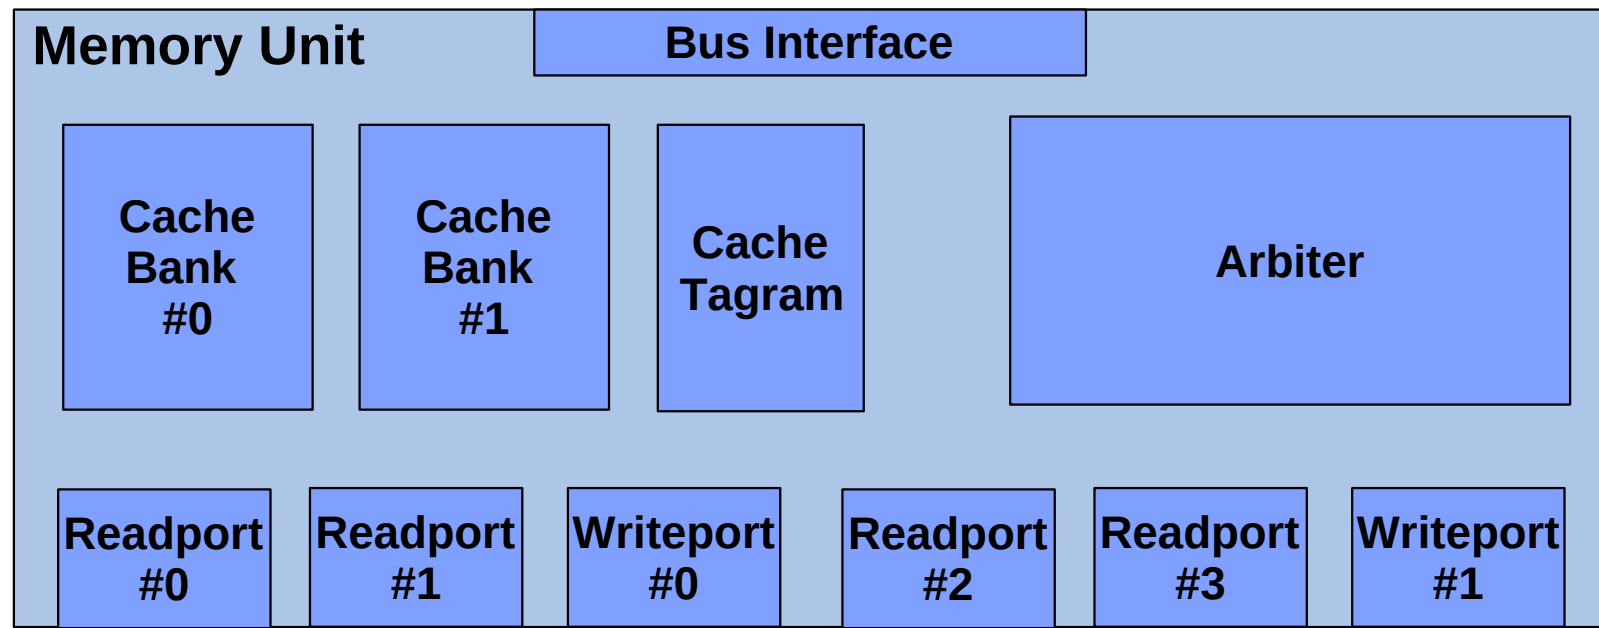 Memory Unit
Bus Interface
Cache
Bank
#0
Cache
Bank
#1
Cache
Tagram
Arbiter
Readport
#0
Readport
#1
Writeport
#0
Readport
#2
Readport
#3
Writeport
#1